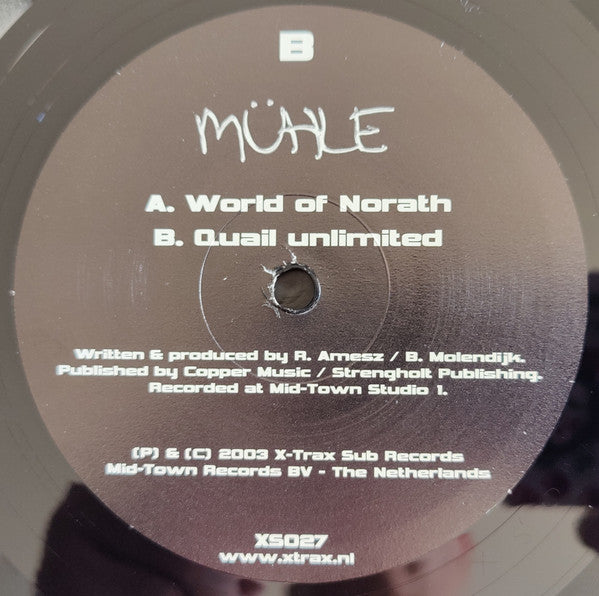 B
MÜHLE
A. World of Norath
B. Quail unlimited
Written & produced by R. Amesz / B. Molendijk.
Published by Copper Music / Strengholt Publishing.
Recorded at Mid-Town Studio 1.
(P) & (C) 2003 X-Trax Sub Records
Mid-Town Records BV - The Netherlands
XS027
www.xtrax.nl